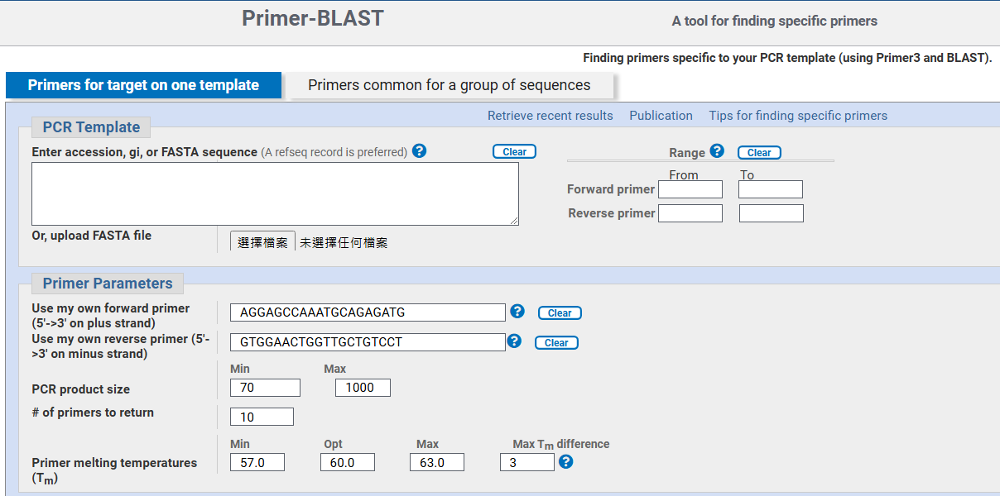 Primer-BLAST
A tool for finding specific primers
Finding primers specific to your PCR template (using Primer3 and BLAST).
Primers for target on one template
Primers common for a group of sequences
Retrieve recent results Publication Tips for finding specific primers
PCR Template
Enter accession, gi, or FASTA sequence (A refseq record is preferred) ? Clear
Range ? Clear
From To
Forward primer
Reverse primer
Or, upload FASTA file
選擇檔案 未選擇任何檔案
Primer Parameters
Use my own forward primer
(5'->3' on plus strand)
AGGAGCCAAATGCAGAGATG ? Clear
Use my own reverse primer (5'-
>3' on minus strand)
GTGGAACTGGTTGCTGTCCT ? Clear
Min Max
PCR product size 70 1000
# of primers to return 10
Min Opt Max Max Tm difference
Primer melting temperatures
(Tm)
57.0 60.0 63.0 3 ?